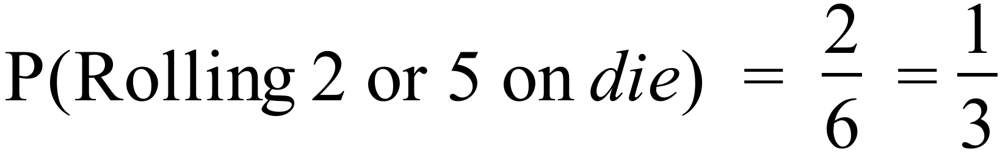 P(Rolling 2 or 5 on die) = 2/6 = 1/3